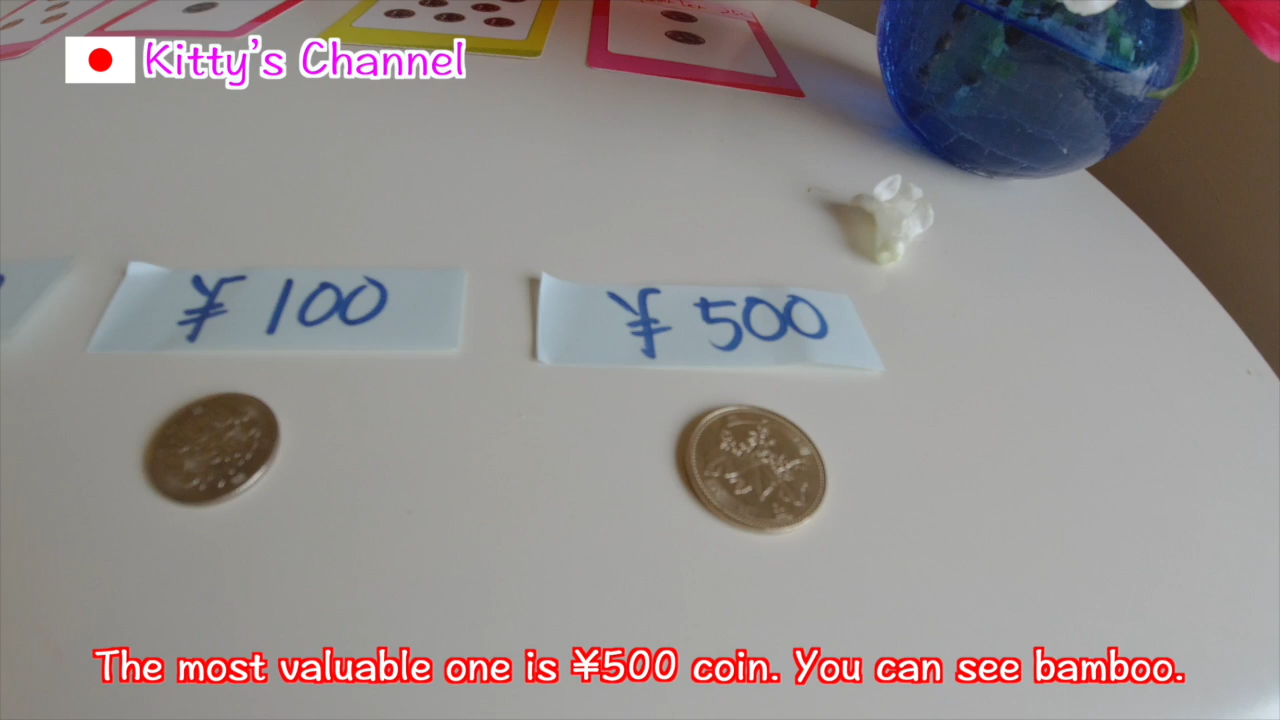 Kitty's Channel
¥ 100
¥ 500
The most valuable one is ¥500 coin. You can see bamboo.